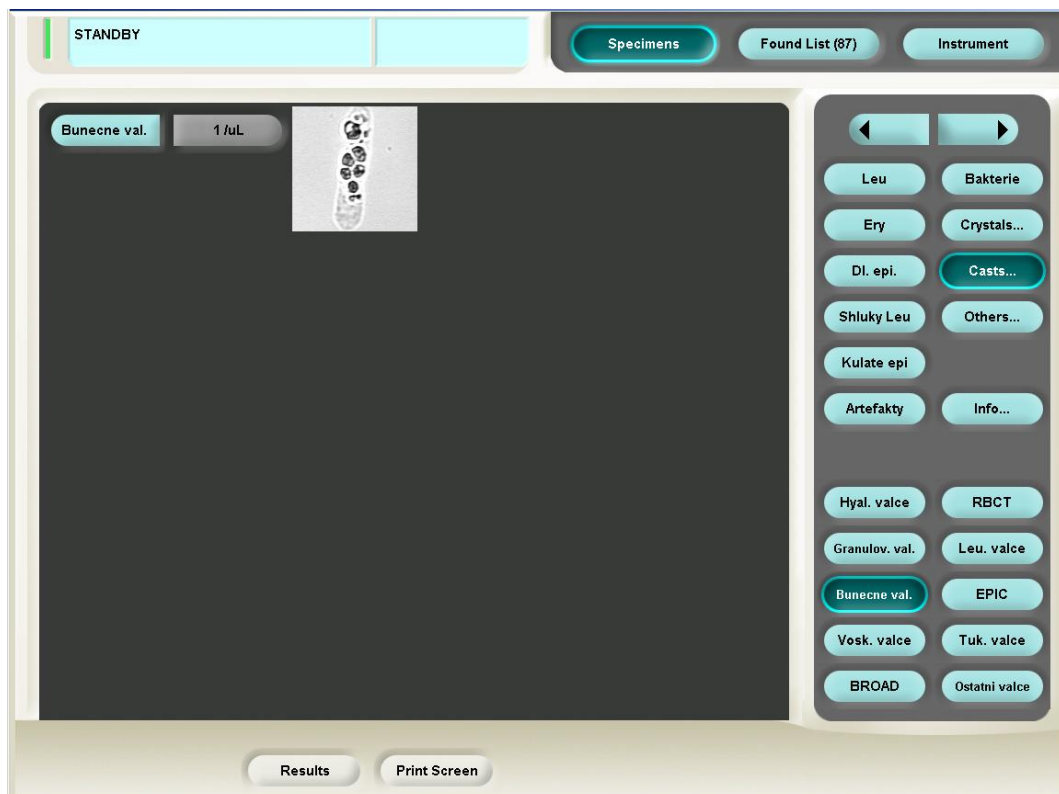 STANDBY
Specimens
Found List (87)
Instrument
Bunecne val.
1 /uL
Leu
Bakterie
Ery
Crystals...
Dl. epi.
Casts...
Shluky Leu
Others...
Kulate epi
Artefakty
Info...
Hyal. valce
RBCT
Granulov. val.
Leu. valce
Bunecne val.
EPIC
Vosk. valce
Tuk. valce
BROAD
Ostatni valce
Results
Print Screen